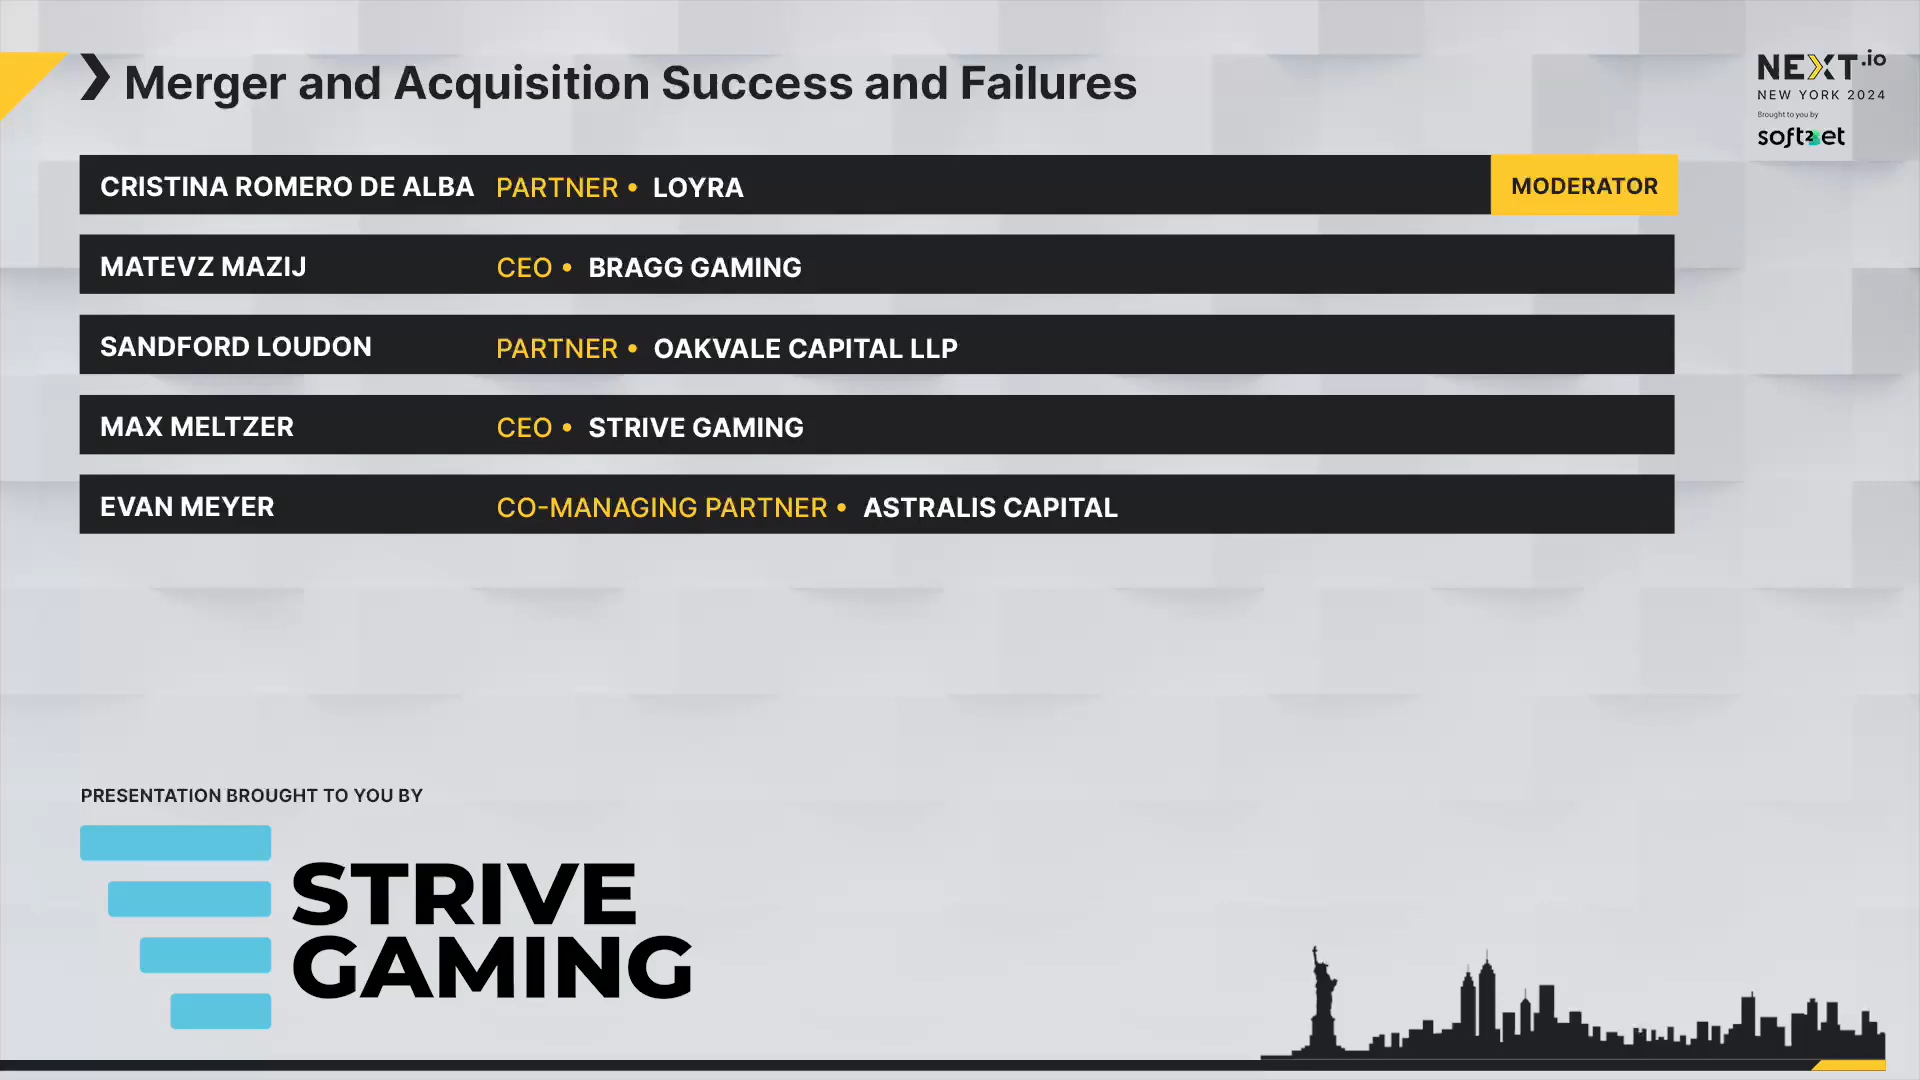 Merger and Acquisition Success and Failures
NEXT.io
NEW YORK 2024
Brought to you by
soft2bet
CRISTINA ROMERO DE ALBA PARTNER • LOYRA MODERATOR
MATEVZ MAZIJ CEO • BRAGG GAMING
SANDFORD LOUDON PARTNER • OAKVALE CAPITAL LLP
MAX MELTZER CEO • STRIVE GAMING
EVAN MEYER CO-MANAGING PARTNER • ASTRALIS CAPITAL
PRESENTATION BROUGHT TO YOU BY
STRIVE
GAMING